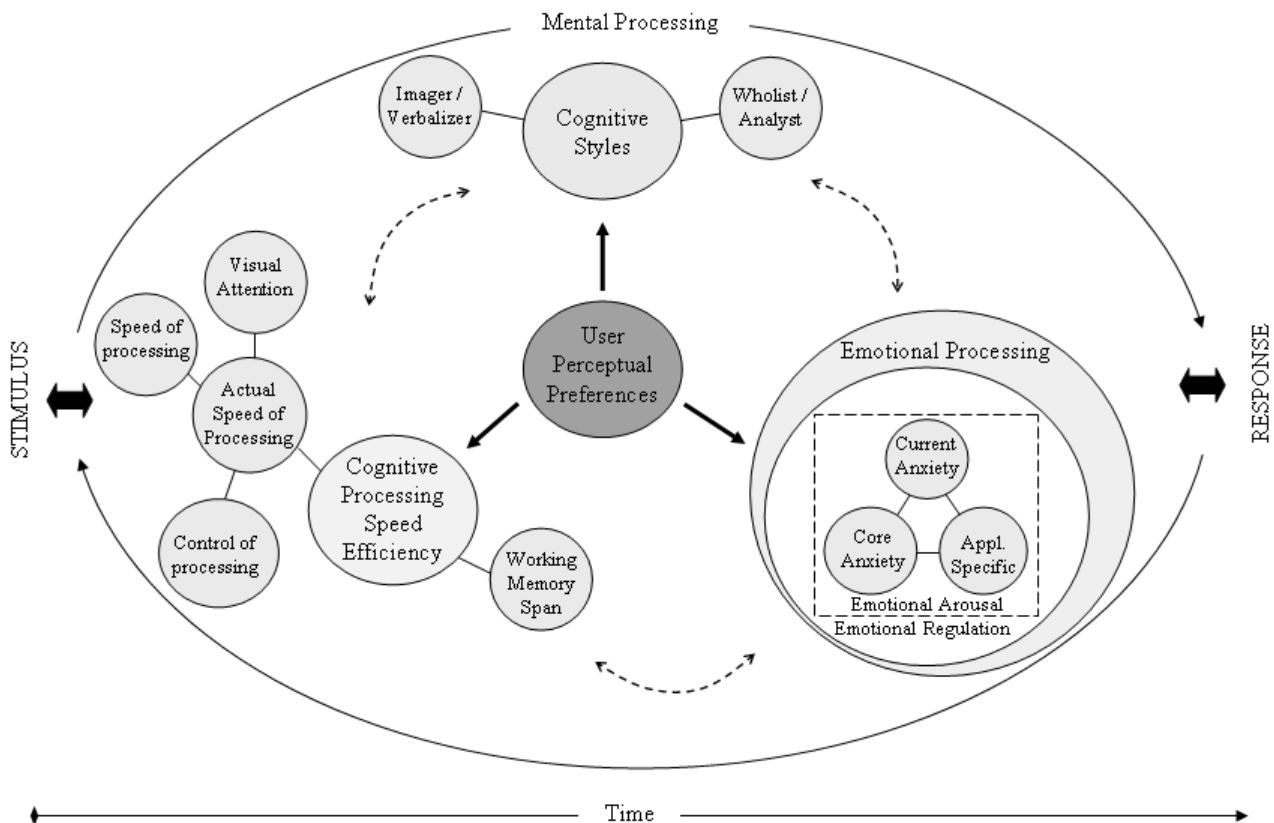 Mental Processing
Imager /
Verbalizer
Cognitive
Styles
Wholist /
Analyst
Visual
Attention
Speed of
processing
Actual
Speed of
Processing
Control of
processing
Cognitive
Processing
Speed
Efficiency
Working
Memory
Span
User
Perceptual
Preferences
Emotional Processing
Current
Anxiety
Core
Anxiety
Appl.
Specific
Emotional Arousal
Emotional Regulation
STIMULUS
RESPONSE
Time